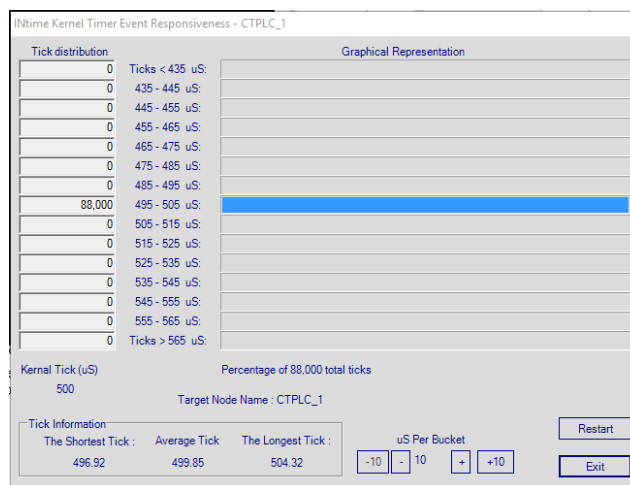 INtime Kernel Timer Event Responsiveness - CTPLC_1
Tick distribution Graphical Representation
0 Ticks < 435 uS:
0 435 - 445 uS:
0 445 - 455 uS:
0 455 - 465 uS:
0 465 - 475 uS:
0 475 - 485 uS:
0 485 - 495 uS:
88,000 495 - 505 uS:
0 505 - 515 uS:
0 515 - 525 uS:
0 525 - 535 uS:
0 535 - 545 uS:
0 545 - 555 uS:
0 555 - 565 uS:
0 Ticks > 565 uS:
Kernal Tick (uS) Percentage of 88,000 total ticks
500
Target Node Name : CTPLC_1
Tick Information
The Shortest Tick : Average Tick The Longest Tick :
496.92 499.85 504.32
uS Per Bucket
-10 - 10 + +10
Restart
Exit